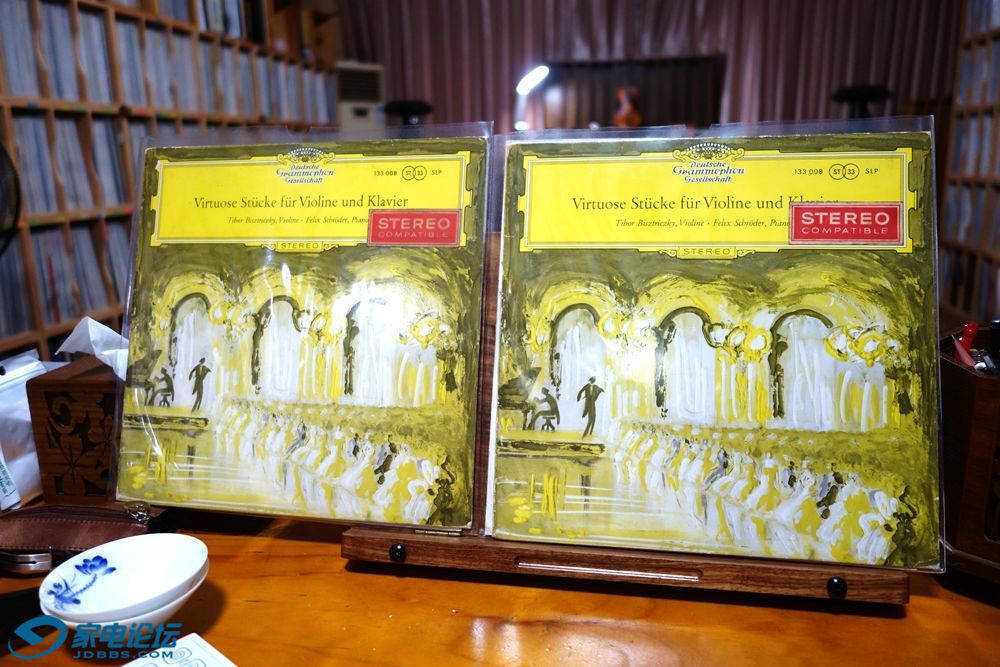 Deutsche
Grammophon
Gesellschaft
133 008 ST 33 SLP
Virtuose Stücke für Violine und Klavier
Tibor Bisztriczky, Violine · Felix Schröder, Piano
STEREO
COMPATIBLE
STEREO
Deutsche
Grammophon
Gesellschaft
133 008 ST 33 SLP
Virtuose Stücke für Violine und
Tibor Bisztriczky, Violine · Felix Schröder, Piano
STEREO
COMPATIBLE
STEREO
家电论坛
JDBBS.COM